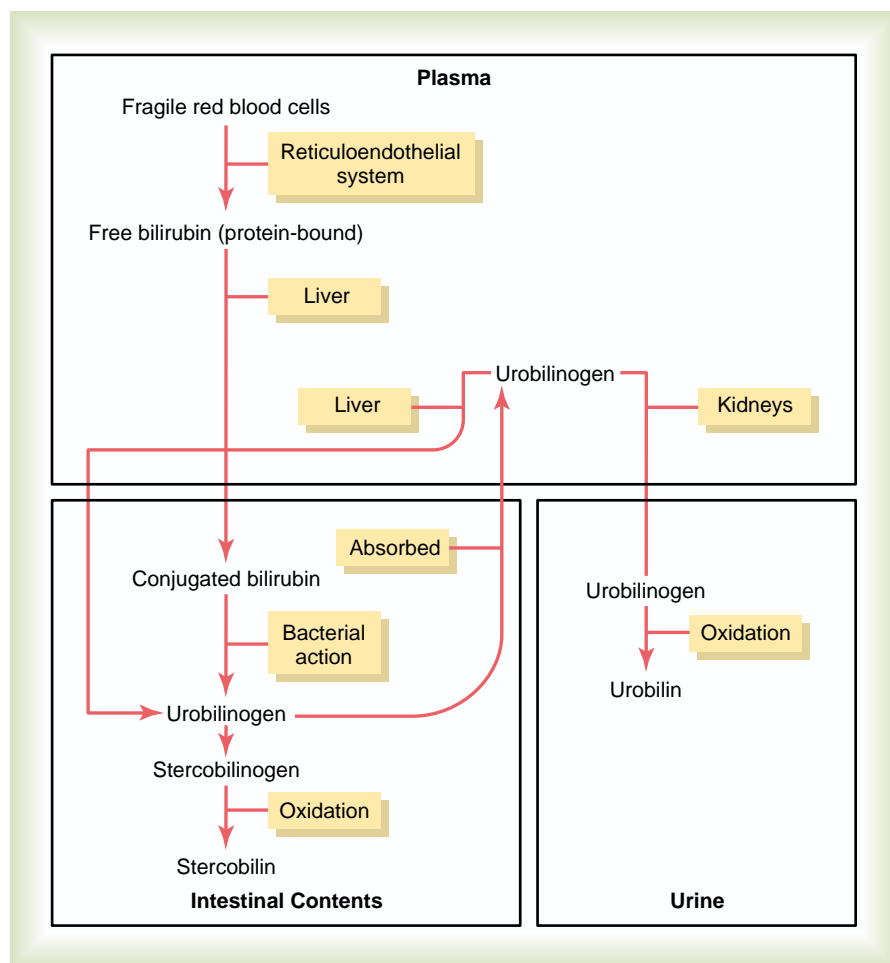 Plasma
Fragile red blood cells
Reticuloendothelial
system
Free bilirubin (protein-bound)
Liver
Urobilinogen
Liver
Kidneys
Absorbed
Conjugated bilirubin
Bacterial
action
Urobilinogen
Stercobilinogen
Oxidation
Stercobilin
Intestinal Contents
Urobilinogen
Oxidation
Urobilin
Urine